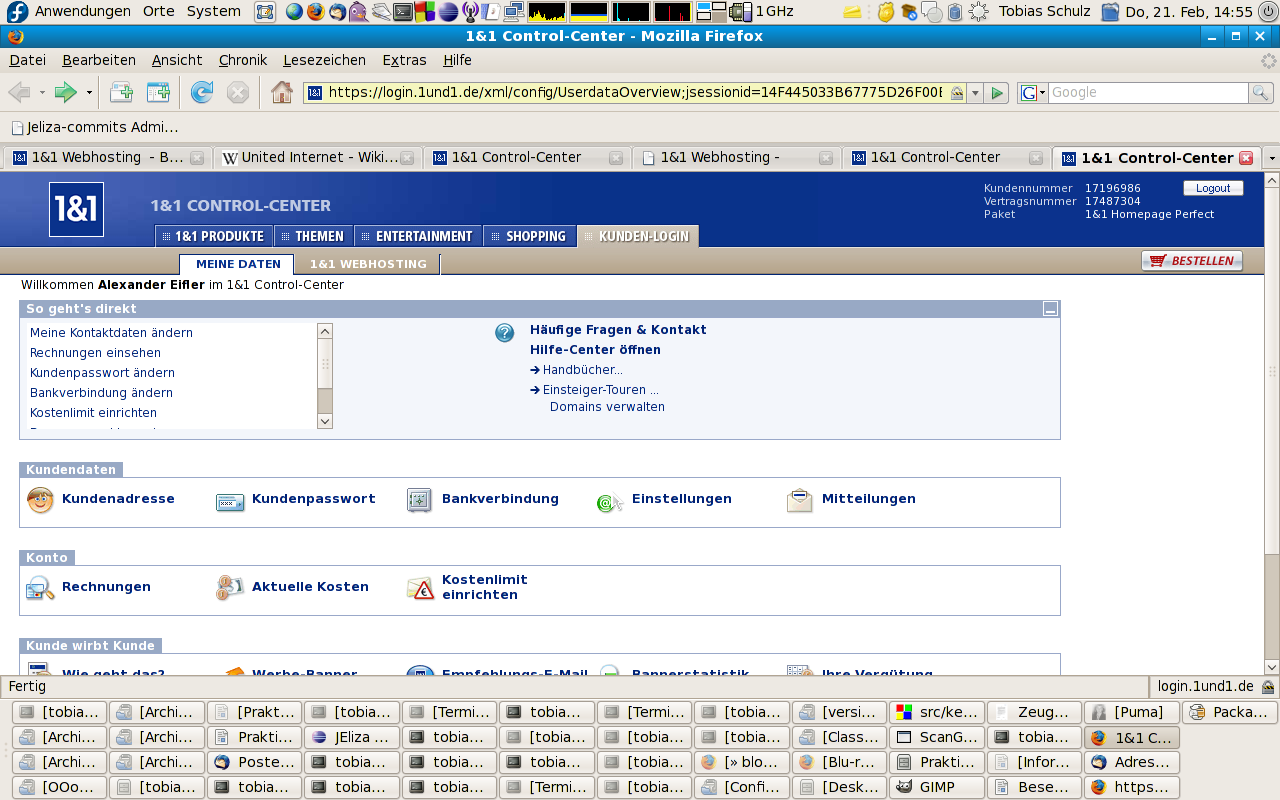 Anwendungen Orte System 1 GHz Tobias Schulz Do, 21. Feb, 14:55
1&1 Control-Center - Mozilla Firefox
Datei Bearbeiten Ansicht Chronik Lesezeichen Extras Hilfe
https://login.1und1.de/xml/config/UserdataOverview;jsessionid=14F445033B67775D26F00E G Google
Jeliza-commits Admi...
1&1 Webhosting - B... W United Internet - Wiki... 1&1 Control-Center 1&1 Webhosting - 1&1 Control-Center 1&1 Control-Center
1&1 1&1 CONTROL-CENTER
Kundennummer 17196986 Logout
Vertragsnummer 17487304
Paket 1&1 Homepage Perfect
1&1 PRODUKTE THEMEN ENTERTAINMENT SHOPPING KUNDEN-LOGIN
MEINE DATEN 1&1 WEBHOSTING BESTELLEN
Willkommen Alexander Eifler im 1&1 Control-Center
So geht's direkt
Meine Kontaktdaten ändern
Rechnungen einsehen
Kundenpasswort ändern
Bankverbindung ändern
Kostenlimit einrichten
? Häufige Fragen & Kontakt
Hilfe-Center öffnen
→ Handbücher...
→ Einsteiger-Touren ...
Domains verwalten
Kundendaten
Kundenadresse Kundenpasswort Bankverbindung Einstellungen Mitteilungen
Konto
Rechnungen Aktuelle Kosten Kostenlimit einrichten
Kunde wirbt Kunde
Wie geht das? Werbe-Banner Empfehlungs-E-Mail Bannerstatistik Ihre Vergütung
Fertig login.1und1.de
[tobia... [Archi... [Prakt... [tobia... [Termi... tobia... [Termi... [tobia... [versi... src/ke... Zeug... [Puma] Packa...
[Archi... [Archi... Prakti... JEliza ... tobia... [tobia... [tobia... [tobia... [Class... ScanG... tobia... 1&1 C...
[Archi... [Archi... Poste... tobia... tobia... tobia... [tobia... [» blo... [Blu-r... Prakti... [Infor... Adres...
[OOo... [tobia... tobia... tobia... tobia... [Termi... [tobia... [Confi... [Desk... GIMP Bese... https...